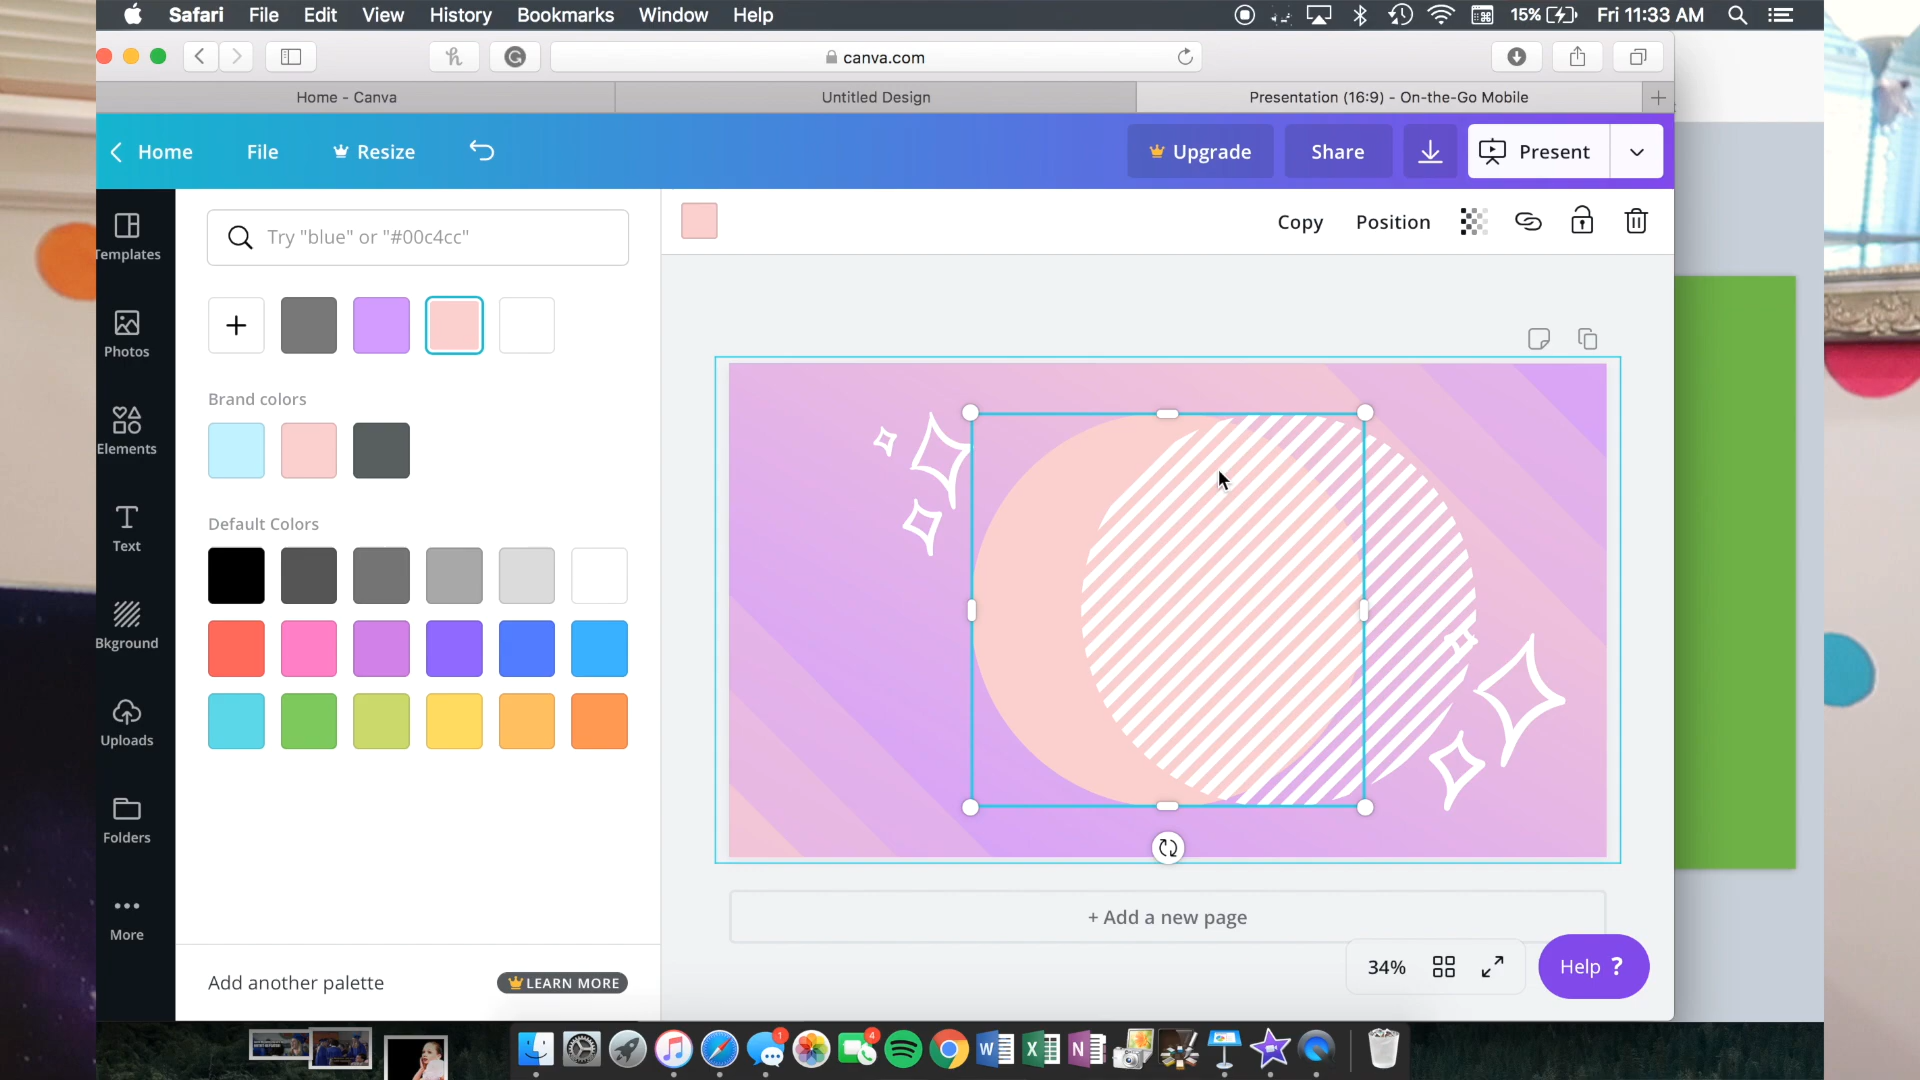 Safari File Edit View History Bookmarks Window Help 15% Fri 11:33 AM
canva.com
Home - Canva Untitled Design Presentation (16:9) - On-the-Go Mobile
Home File Resize Upgrade Share Present
Try "blue" or "#00c4cc"
Copy Position
Templates
Photos
Elements
Text
Bkground
Uploads
Folders
More
Brand colors
Default Colors
+ Add a new page
34% Help ?
Add another palette LEARN MORE
1 4
W X N